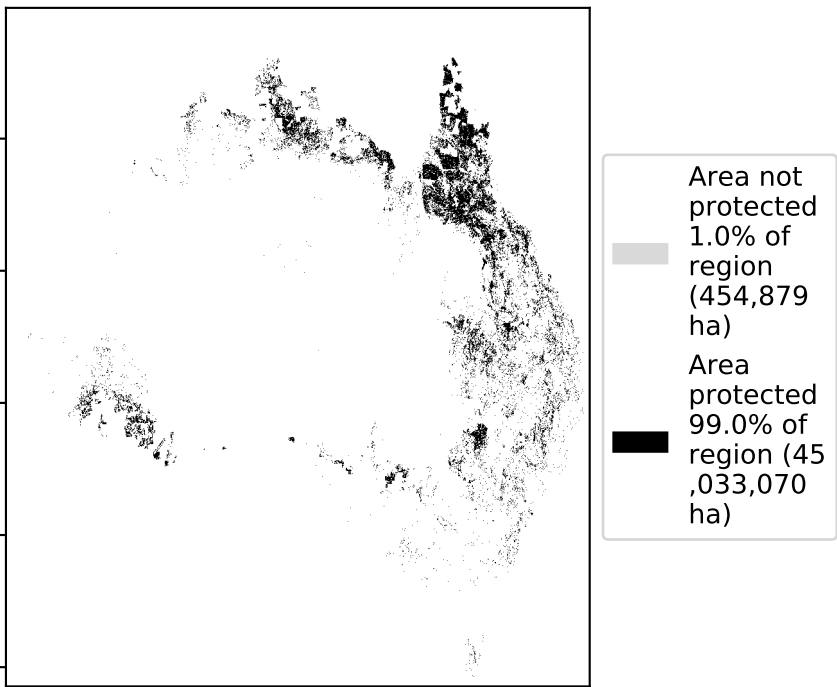 Area not
protected
1.0% of
region
(454,879
ha)
Area
protected
99.0% of
region (45
,033,070
ha)